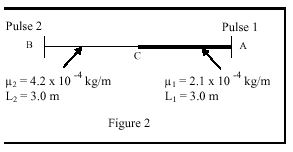 Pulse 2 Pulse 1
B A
C
μ₂ = 4.2 x 10⁻⁴ kg/m μ₁ = 2.1 x 10⁻⁴ kg/m
L₂ = 3.0 m L₁ = 3.0 m
Figure 2